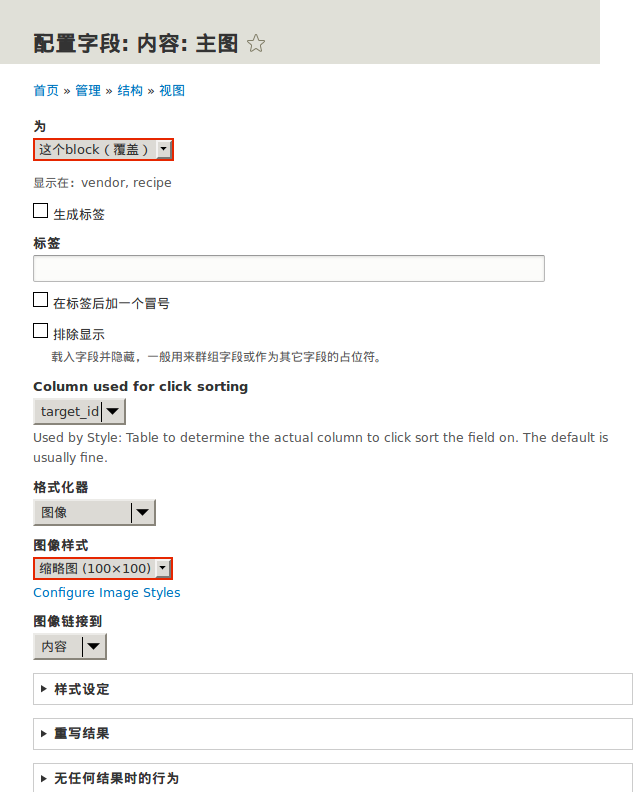 配置字段: 内容: 主图
首页 » 管理 » 结构 » 视图
为
这个block（覆盖）
显示在：vendor, recipe
生成标签
标签
在标签后加一个冒号
排除显示
载入字段并隐藏，一般用来群组字段或作为其它字段的占位符。
Column used for click sorting
target_id
Used by Style: Table to determine the actual column to click sort the field on. The default is
usually fine.
格式化器
图像
图像样式
缩略图 (100×100)
Configure Image Styles
图像链接到
内容
样式设定
重写结果
无任何结果时的行为